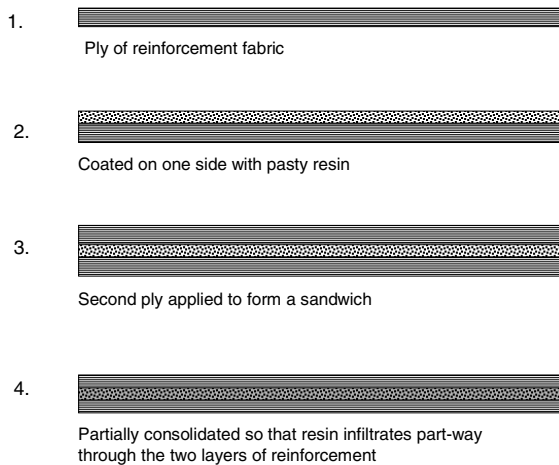 1.
Ply of reinforcement fabric
2.
Coated on one side with pasty resin
3.
Second ply applied to form a sandwich
4.
Partially consolidated so that resin infiltrates part-way
through the two layers of reinforcement